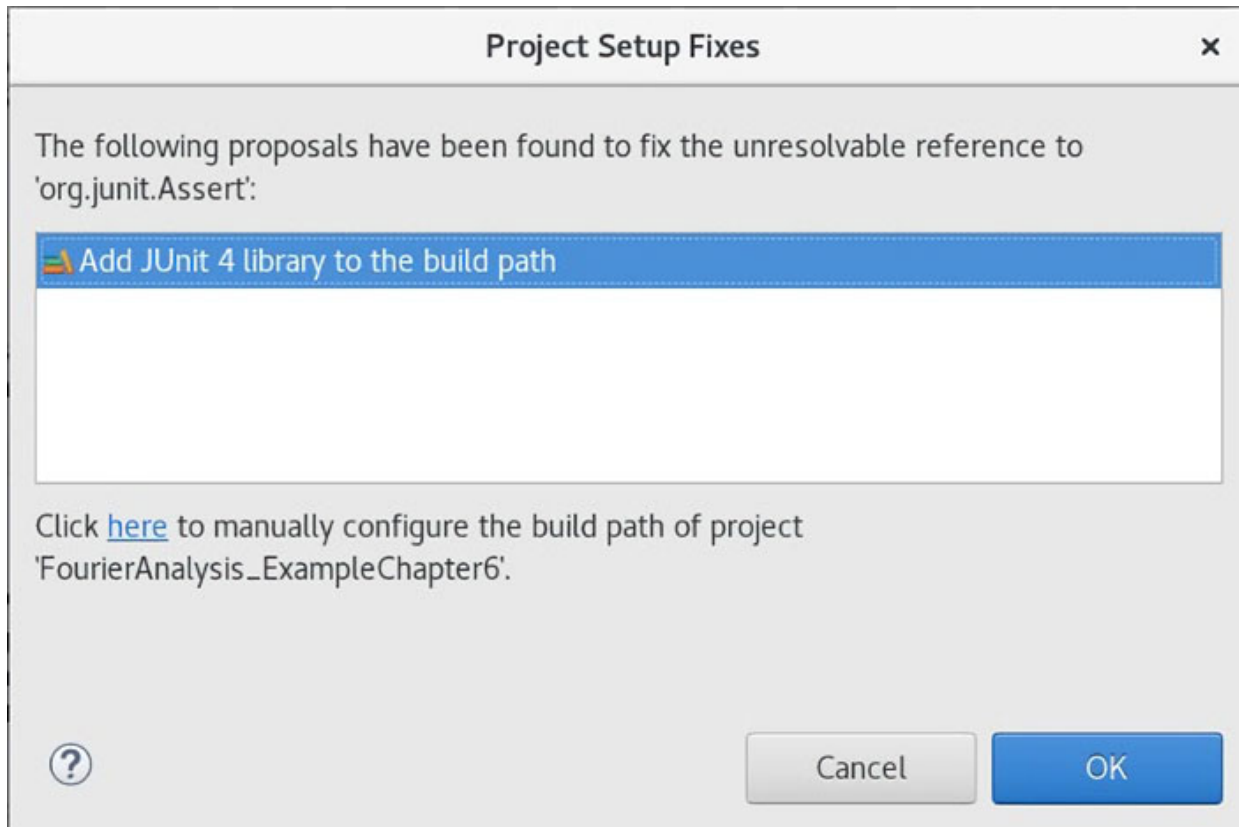 Project Setup Fixes
The following proposals have been found to fix the unresolvable reference to
'org.junit.Assert':
Add JUnit 4 library to the build path
Click here to manually configure the build path of project
'FourierAnalysis_ExampleChapter6'.
Cancel
OK